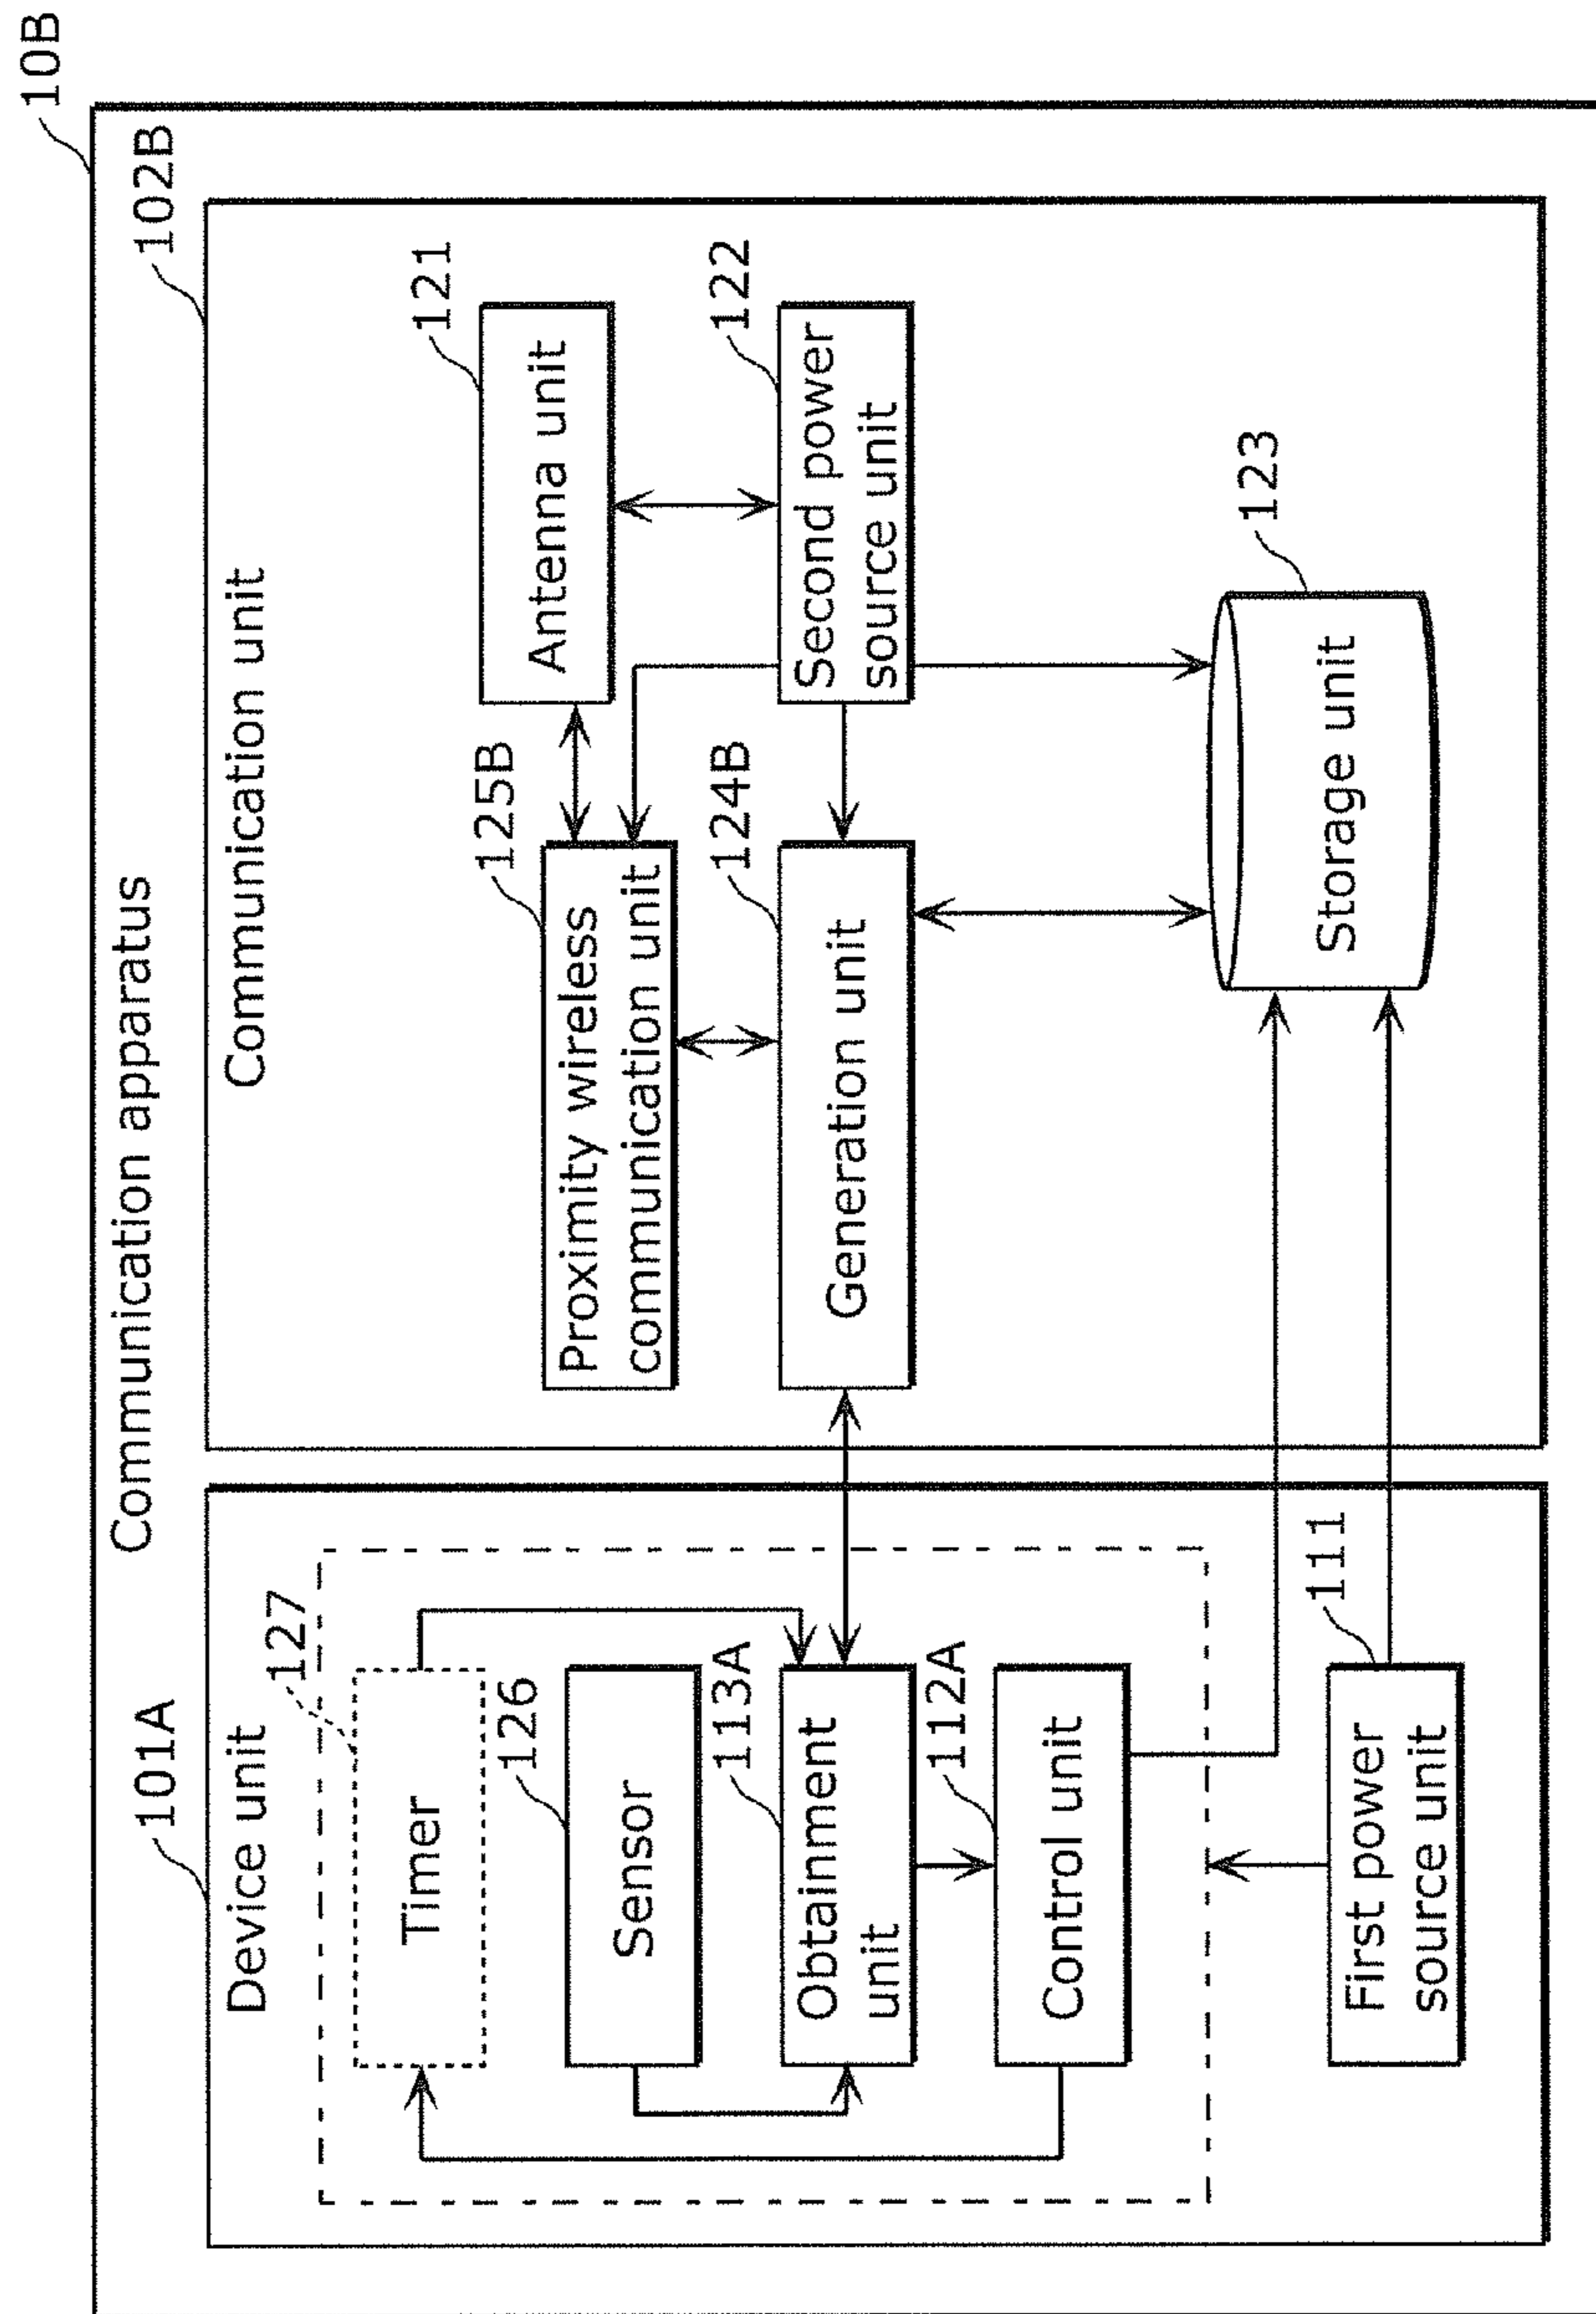 10B
Communication apparatus
101A
Device unit
127
Timer
126
Sensor
113A
Obtainment
unit
112A
Control unit
111
First power
source unit
102B
Communication unit
125B
Proximity wireless
communication unit
121
Antenna unit
124B
Generation unit
122
Second power
source unit
123
Storage unit